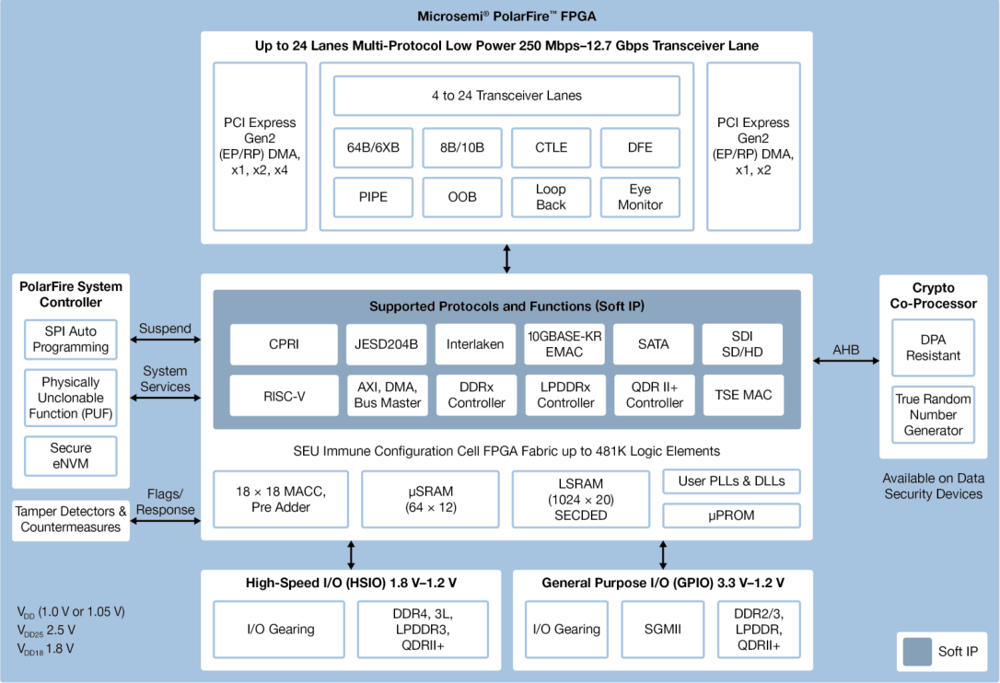 Microsemi® PolarFire™ FPGA
Up to 24 Lanes Multi-Protocol Low Power 250 Mbps–12.7 Gbps Transceiver Lane
PCI Express
Gen2
(EP/RP) DMA,
x1, x2, x4
4 to 24 Transceiver Lanes
64B/6XB
8B/10B
CTLE
DFE
PIPE
OOB
Loop
Back
Eye
Monitor
PCI Express
Gen2
(EP/RP) DMA,
x1, x2
PolarFire System
Controller
SPI Auto
Programming
Physically
Unclonable
Function (PUF)
Secure
eNVM
Tamper Detectors &
Countermeasures
Suspend
System
Services
Flags/
Response
Supported Protocols and Functions (Soft IP)
CPRI
JESD204B
Interlaken
10GBASE-KR
EMAC
SATA
SDI
SD/HD
RISC-V
AXI, DMA,
Bus Master
DDRx
Controller
LPDDRx
Controller
QDR II+
Controller
TSE MAC
SEU Immune Configuration Cell FPGA Fabric up to 481K Logic Elements
18 × 18 MACC,
Pre Adder
µSRAM
(64 × 12)
LSRAM
(1024 × 20)
SECDED
User PLLs & DLLs
µPROM
AHB
Crypto
Co-Processor
DPA
Resistant
True Random
Number
Generator
Available on Data
Security Devices
High-Speed I/O (HSIO) 1.8 V–1.2 V
I/O Gearing
DDR4, 3L,
LPDDR3,
QDRII+
General Purpose I/O (GPIO) 3.3 V–1.2 V
I/O Gearing
SGMII
DDR2/3,
LPDDR,
QDRII+
VDD (1.0 V or 1.05 V)
VDD25 2.5 V
VDD18 1.8 V
Soft IP